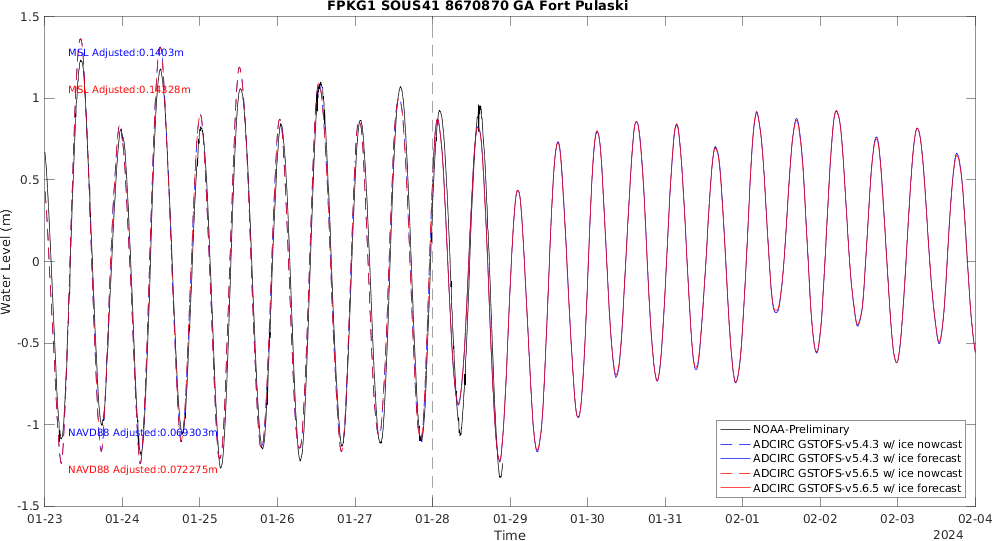 FPKG1 SOUS41 8670870 GA Fort Pulaski
1.5
1
0.5
0
-0.5
-1
-1.5
Water Level (m)
MSL Adjusted:0.1403m
MSL Adjusted:0.14328m
NAVD88 Adjusted:0.069303m
NAVD88 Adjusted:0.072275m
NOAA-Preliminary
ADCIRC GSTOFS-v5.4.3 w/ ice nowcast
ADCIRC GSTOFS-v5.4.3 w/ ice forecast
ADCIRC GSTOFS-v5.6.5 w/ ice nowcast
ADCIRC GSTOFS-v5.6.5 w/ ice forecast
01-23 01-24 01-25 01-26 01-27 01-28 01-29 01-30 01-31 02-01 02-02 02-03 02-04
Time
2024